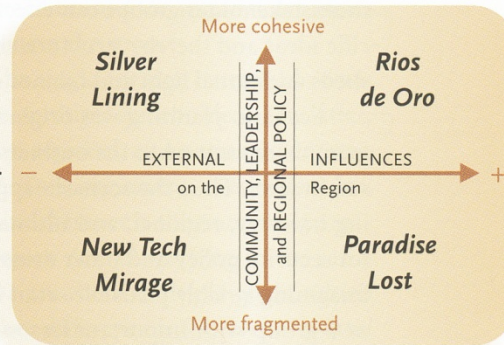 More cohesive
Silver
Lining
Rios
de Oro
COMMUNITY, LEADERSHIP,
and REGIONAL POLICY
EXTERNAL
on the
INFLUENCES
Region
−
+
New Tech
Mirage
Paradise
Lost
More fragmented